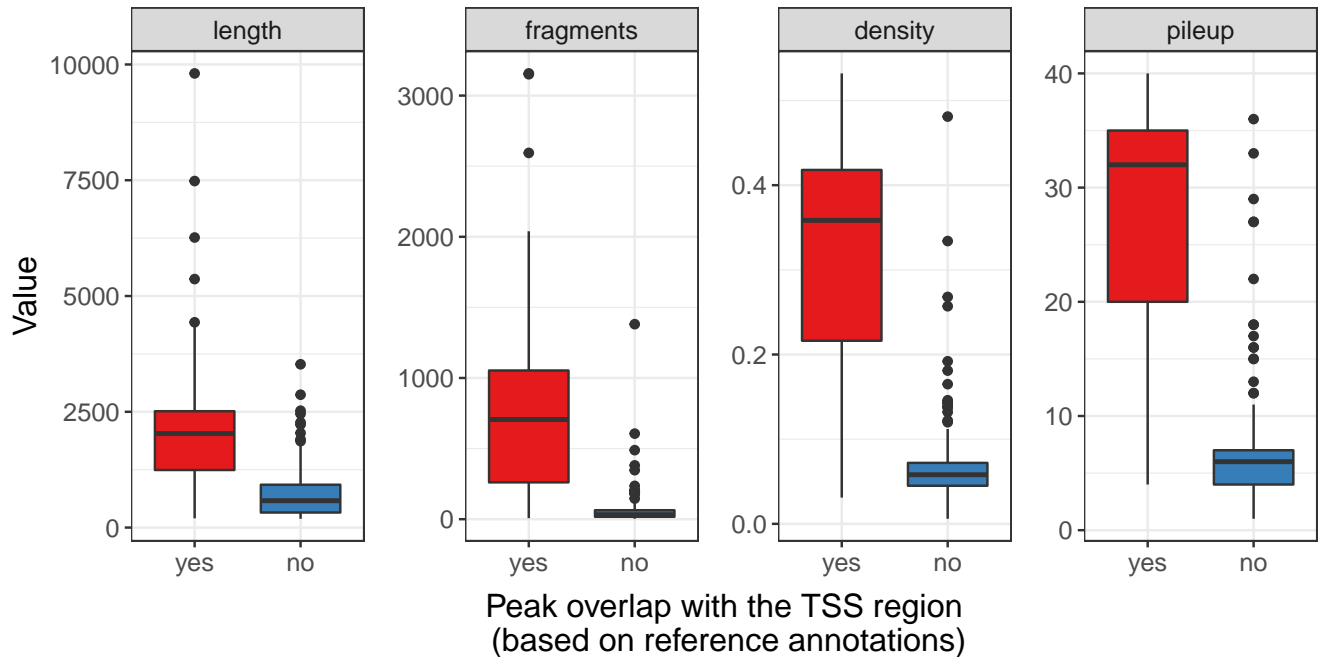 length
fragments
density
pileup
Value
10000
7500
5000
2500
0
3000
2000
1000
0
0.4
0.2
0.0
40
30
20
10
0
yes no
yes no
yes no
yes no
Peak overlap with the TSS region
(based on reference annotations)